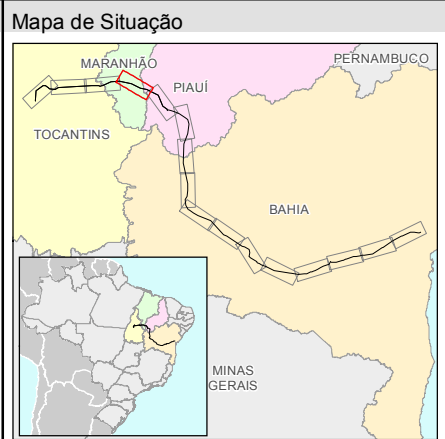 Mapa de Situação
PERNAMBUCO
MARANHÃO
PIAUÍ
TOCANTINS
BAHIA
MINAS
GERAIS